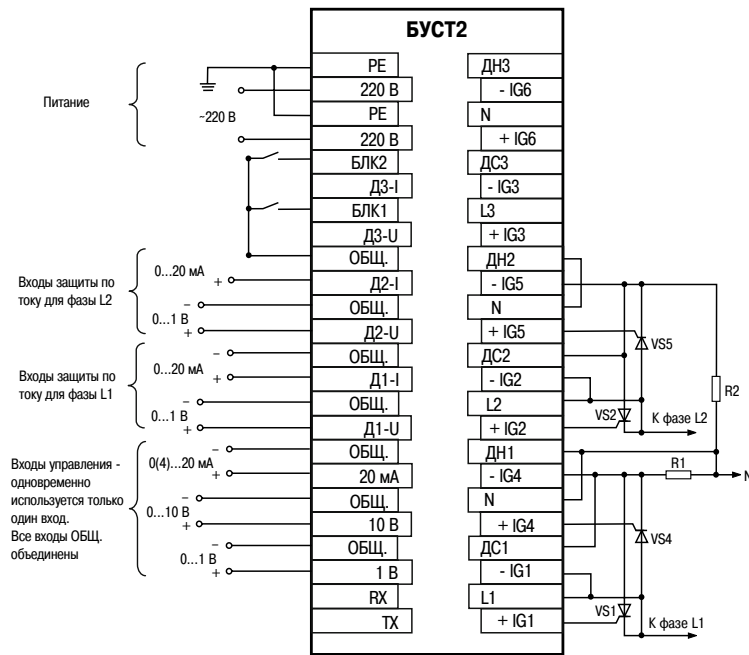 БУСТ2
Питание
~220 В
Входы защиты по
току для фазы L2
0...20 мА
+
−
0...1 В
+
Входы защиты по
току для фазы L1
−
0...20 мА
+
−
0...1 В
+
Входы управления -
одновременно
используется только
один вход.
Все входы ОБЩ.
объединены
−
0(4)...20 мА
+
−
0...10 В
+
−
0...1 В
+
PE
220 В
PE
220 В
БЛК2
Д3-I
БЛК1
Д3-U
ОБЩ.
Д2-I
ОБЩ.
Д2-U
ОБЩ.
Д1-I
ОБЩ.
Д1-U
ОБЩ.
20 мА
ОБЩ.
10 В
ОБЩ.
1 В
RX
TX
ДН3
- IG6
N
+ IG6
ДС3
- IG3
L3
+ IG3
ДН2
- IG5
N
+ IG5
ДС2
- IG2
L2
+ IG2
ДН1
- IG4
N
+ IG4
ДС1
- IG1
L1
+ IG1
VS5
R2
VS2
К фазе L2
R1
N
VS4
VS1
К фазе L1